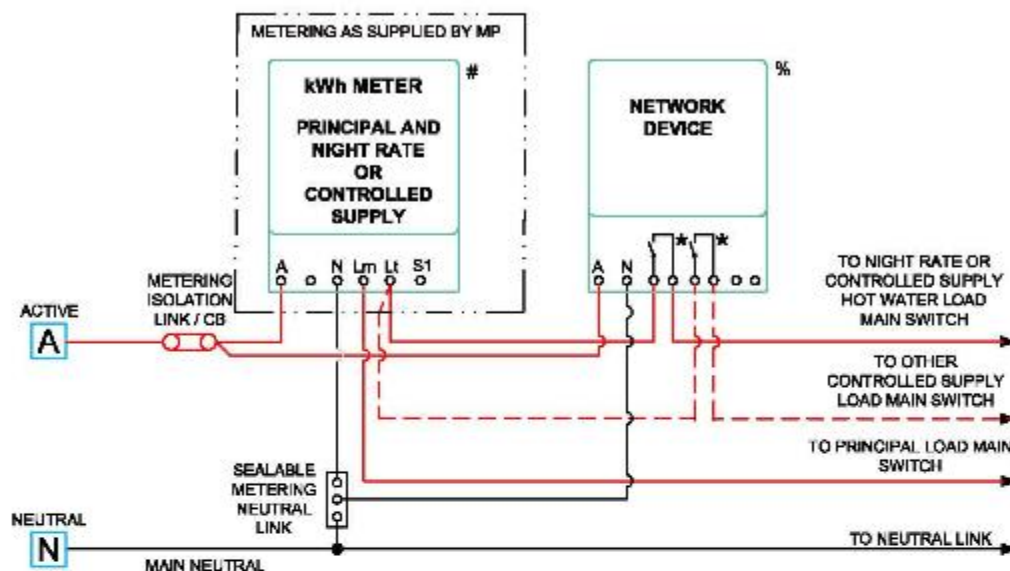 METERING AS SUPPLIED BY MP
kWh METER
PRINCIPAL AND
NIGHT RATE
OR
CONTROLLED
SUPPLY
#
NETWORK
DEVICE
%
A
N
Lm
Lt
S1
A
N
*
*
METERING
ISOLATION
LINK / CB
ACTIVE
A
TO NIGHT RATE OR
CONTROLLED SUPPLY
HOT WATER LOAD
MAIN SWITCH
TO OTHER
CONTROLLED SUPPLY
LOAD MAIN SWITCH
TO PRINCIPAL LOAD MAIN
SWITCH
SEALABLE
METERING
NEUTRAL
LINK
NEUTRAL
N
MAIN NEUTRAL
TO NEUTRAL LINK